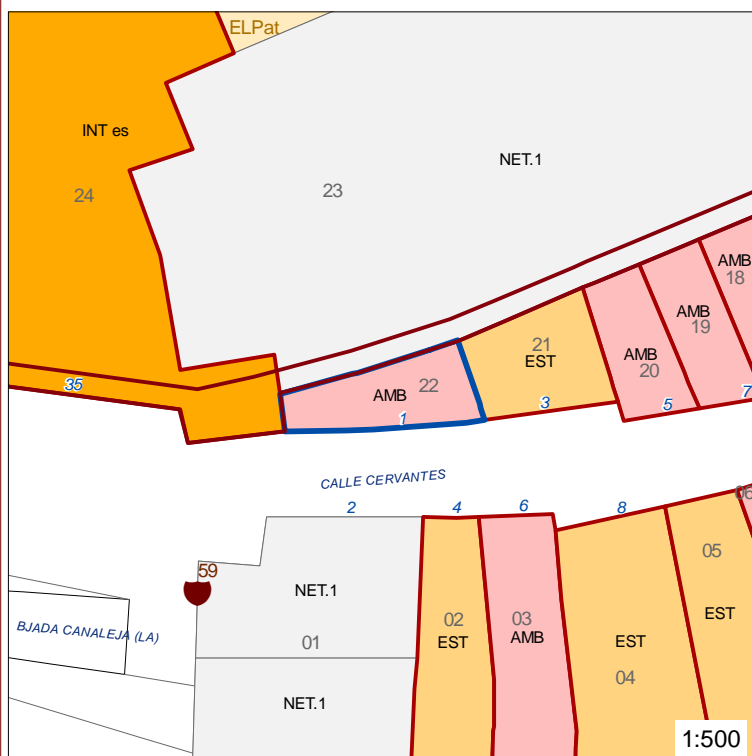 ELPat
INT es
24
23
NET.1
AMB
18
AMB
19
21
EST
AMB
20
AMB 22
35
1
3
5
7
CALLE CERVANTES
2
4
6
8
06
59
NET.1
01
02
EST
03
AMB
EST
04
05
EST
BJADA CANALEJA (LA)
NET.1
1:500